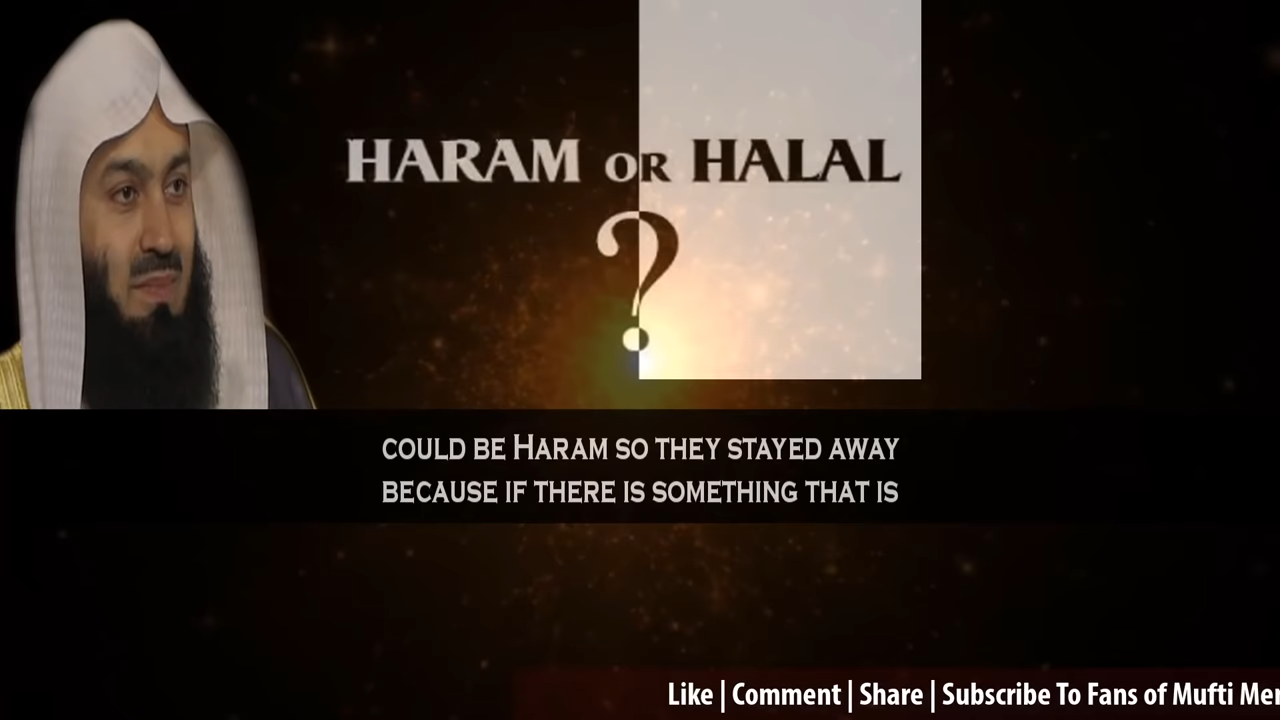 HARAM OR HALAL
?
COULD BE HARAM SO THEY STAYED AWAY
BECAUSE IF THERE IS SOMETHING THAT IS
Like | Comment | Share | Subscribe To Fans of Mufti